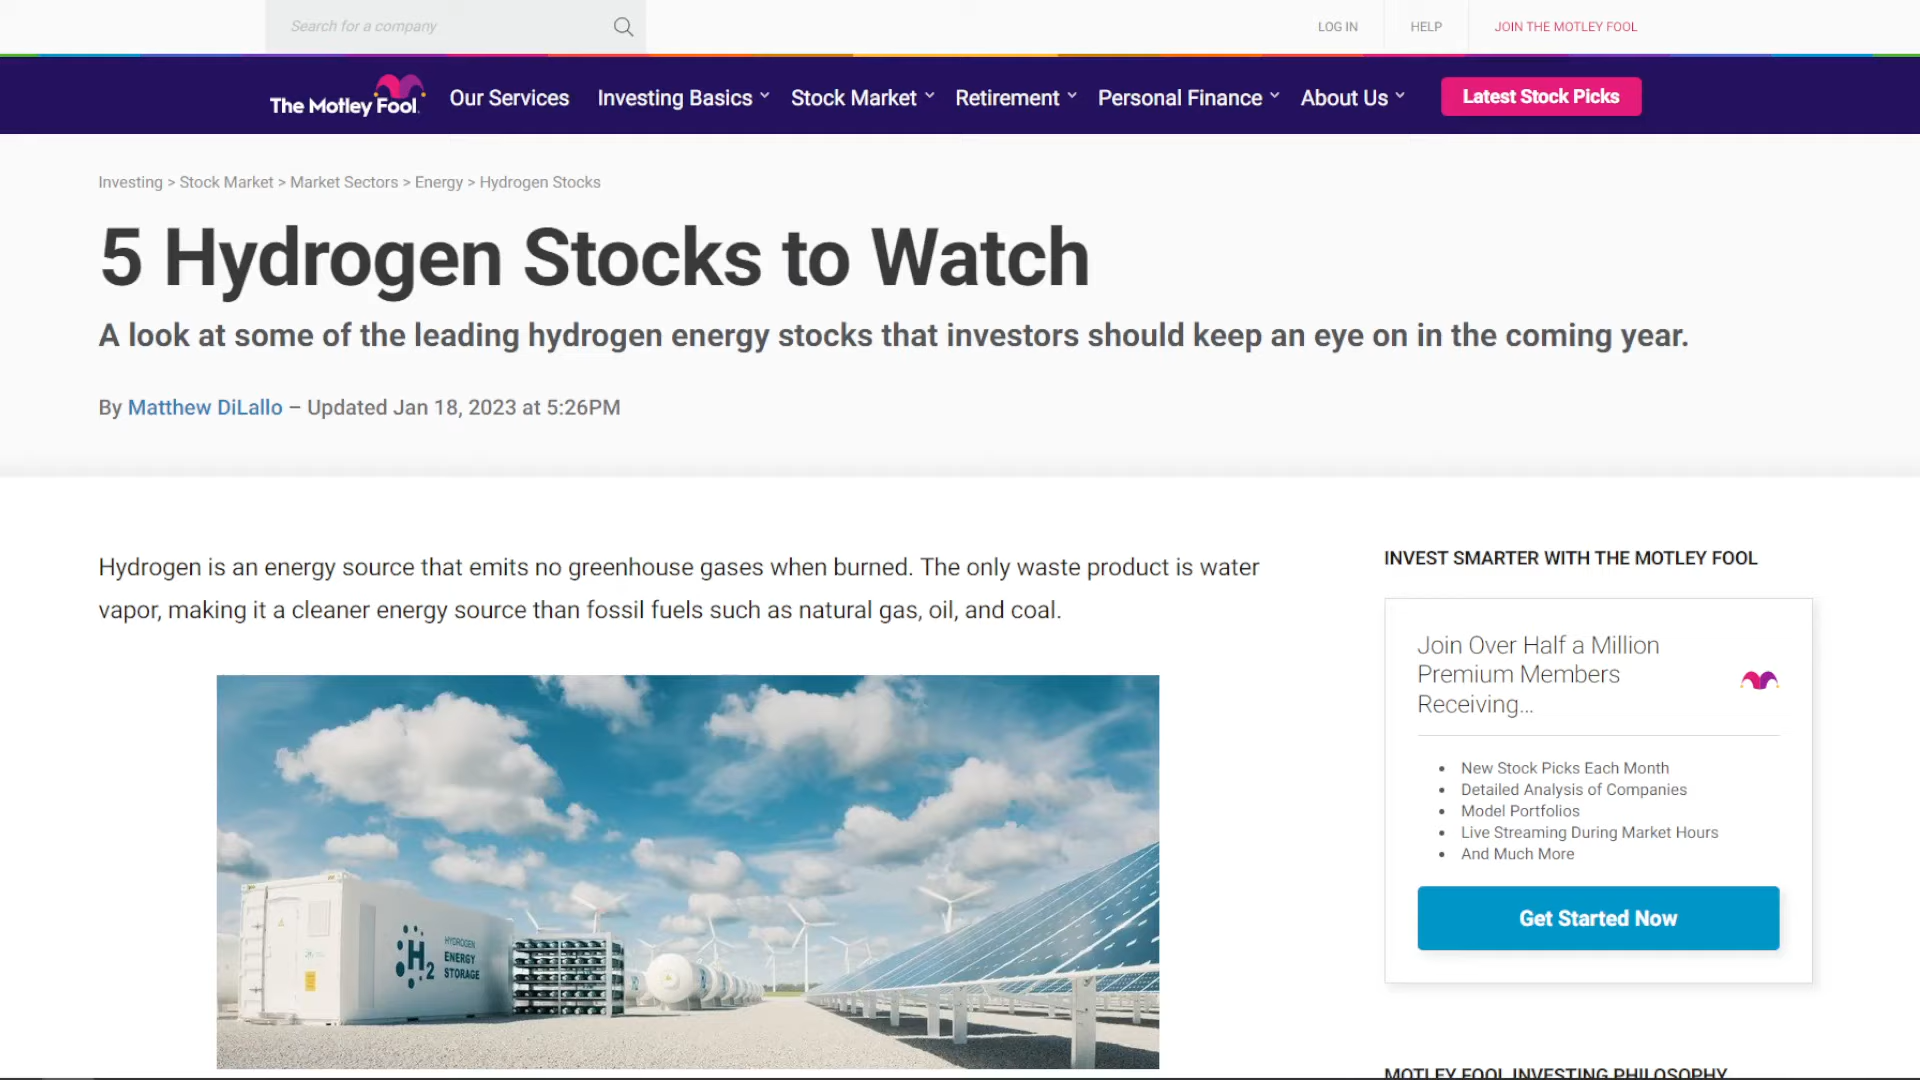 Search for a company
LOG IN
HELP
JOIN THE MOTLEY FOOL
The Motley Fool.
Our Services
Investing Basics
Stock Market
Retirement
Personal Finance
About Us
Latest Stock Picks
Investing > Stock Market > Market Sectors > Energy > Hydrogen Stocks
5 Hydrogen Stocks to Watch
A look at some of the leading hydrogen energy stocks that investors should keep an eye on in the coming year.
By Matthew DiLallo – Updated Jan 18, 2023 at 5:26PM
Hydrogen is an energy source that emits no greenhouse gases when burned. The only waste product is water
vapor, making it a cleaner energy source than fossil fuels such as natural gas, oil, and coal.
H2
HYDROGEN
ENERGY
STORAGE
INVEST SMARTER WITH THE MOTLEY FOOL
Join Over Half a Million
Premium Members
Receiving...
New Stock Picks Each Month
Detailed Analysis of Companies
Model Portfolios
Live Streaming During Market Hours
And Much More
Get Started Now
MOTLEY FOOL INVESTING PHILOSOPHY